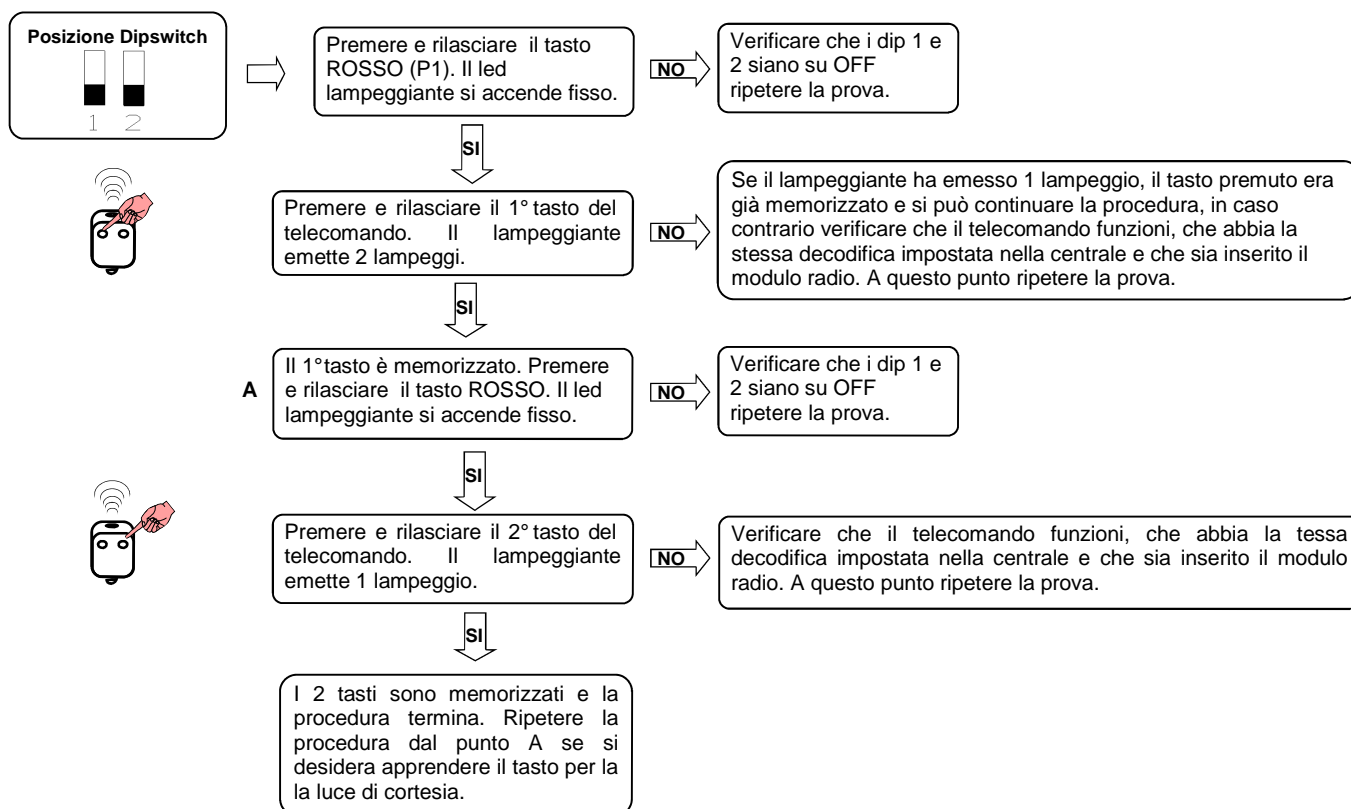 Posizione Dipswitch
1 2
Premere e rilasciare il tasto
ROSSO (P1). Il led
lampeggiante si accende fisso.
NO
Verificare che i dip 1 e
2 siano su OFF
ripetere la prova.
SI
Premere e rilasciare il 1° tasto del
telecomando. Il lampeggiante
emette 2 lampeggi.
NO
Se il lampeggiante ha emesso 1 lampeggio, il tasto premuto era
già memorizzato e si può continuare la procedura, in caso
contrario verificare che il telecomando funzioni, che abbia la
stessa decodifica impostata nella centrale e che sia inserito il
modulo radio. A questo punto ripetere la prova.
SI
A
Il 1° tasto è memorizzato. Premere
e rilasciare il tasto ROSSO. Il led
lampeggiante si accende fisso.
NO
Verificare che i dip 1 e
2 siano su OFF
ripetere la prova.
SI
Premere e rilasciare il 2° tasto del
telecomando. Il lampeggiante
emette 1 lampeggio.
NO
Verificare che il telecomando funzioni, che abbia la tessa
decodifica impostata nella centrale e che sia inserito il modulo
radio. A questo punto ripetere la prova.
SI
I 2 tasti sono memorizzati e la
procedura termina. Ripetere la
procedura dal punto A se si
desidera apprendere il tasto per la
la luce di cortesia.